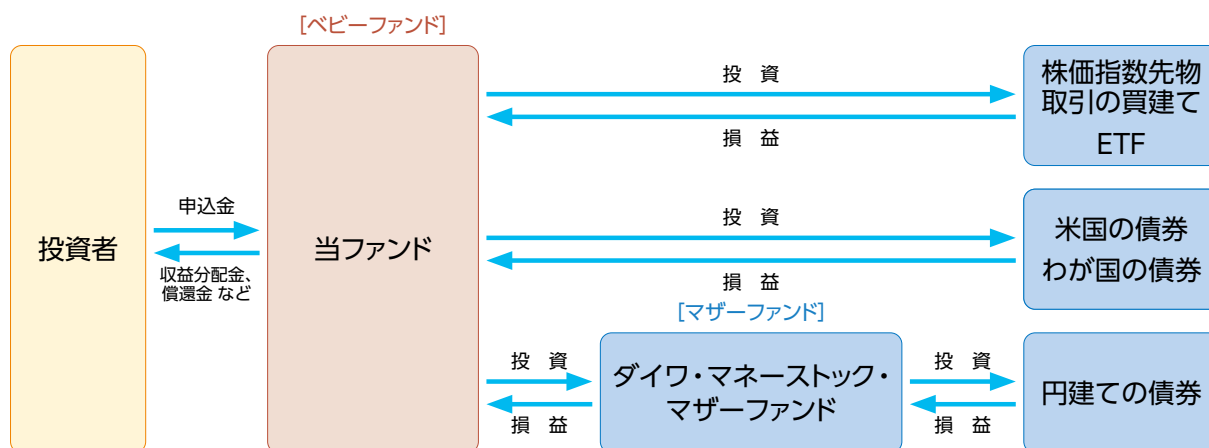 [ベビーファンド]
投資者
申込金
収益分配金、
償還金 など
当ファンド
投 資
損 益
株価指数先物
取引の買建て
ETF
投 資
損 益
米国の債券
わが国の債券
[マザーファンド]
投 資
損 益
ダイワ・マネーストック・
マザーファンド
投 資
損 益
円建ての債券